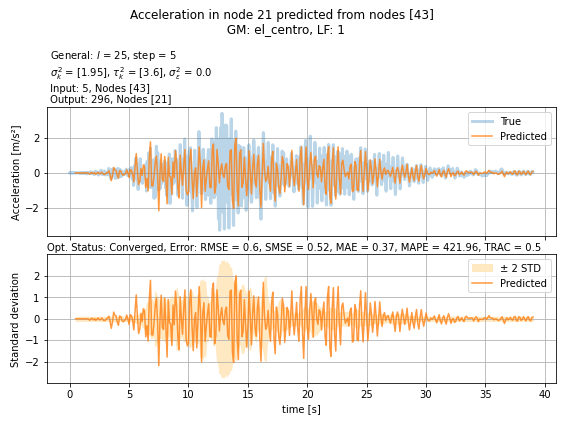 Acceleration in node 21 predicted from nodes [43]
GM: el_centro, LF: 1
General: l = 25, step = 5
σ²ₖ = [1.95], τ²ₖ = [3.6], σ²ε = 0.0
Input: 5, Nodes [43]
Output: 296, Nodes [21]
Acceleration [m/s²]
2
0
−2
True
Predicted
Opt. Status: Converged, Error: RMSE = 0.6, SMSE = 0.52, MAE = 0.37, MAPE = 421.96, TRAC = 0.5
Standard deviation
2
1
0
−1
−2
± 2 STD
Predicted
0 5 10 15 20 25 30 35 40
time [s]